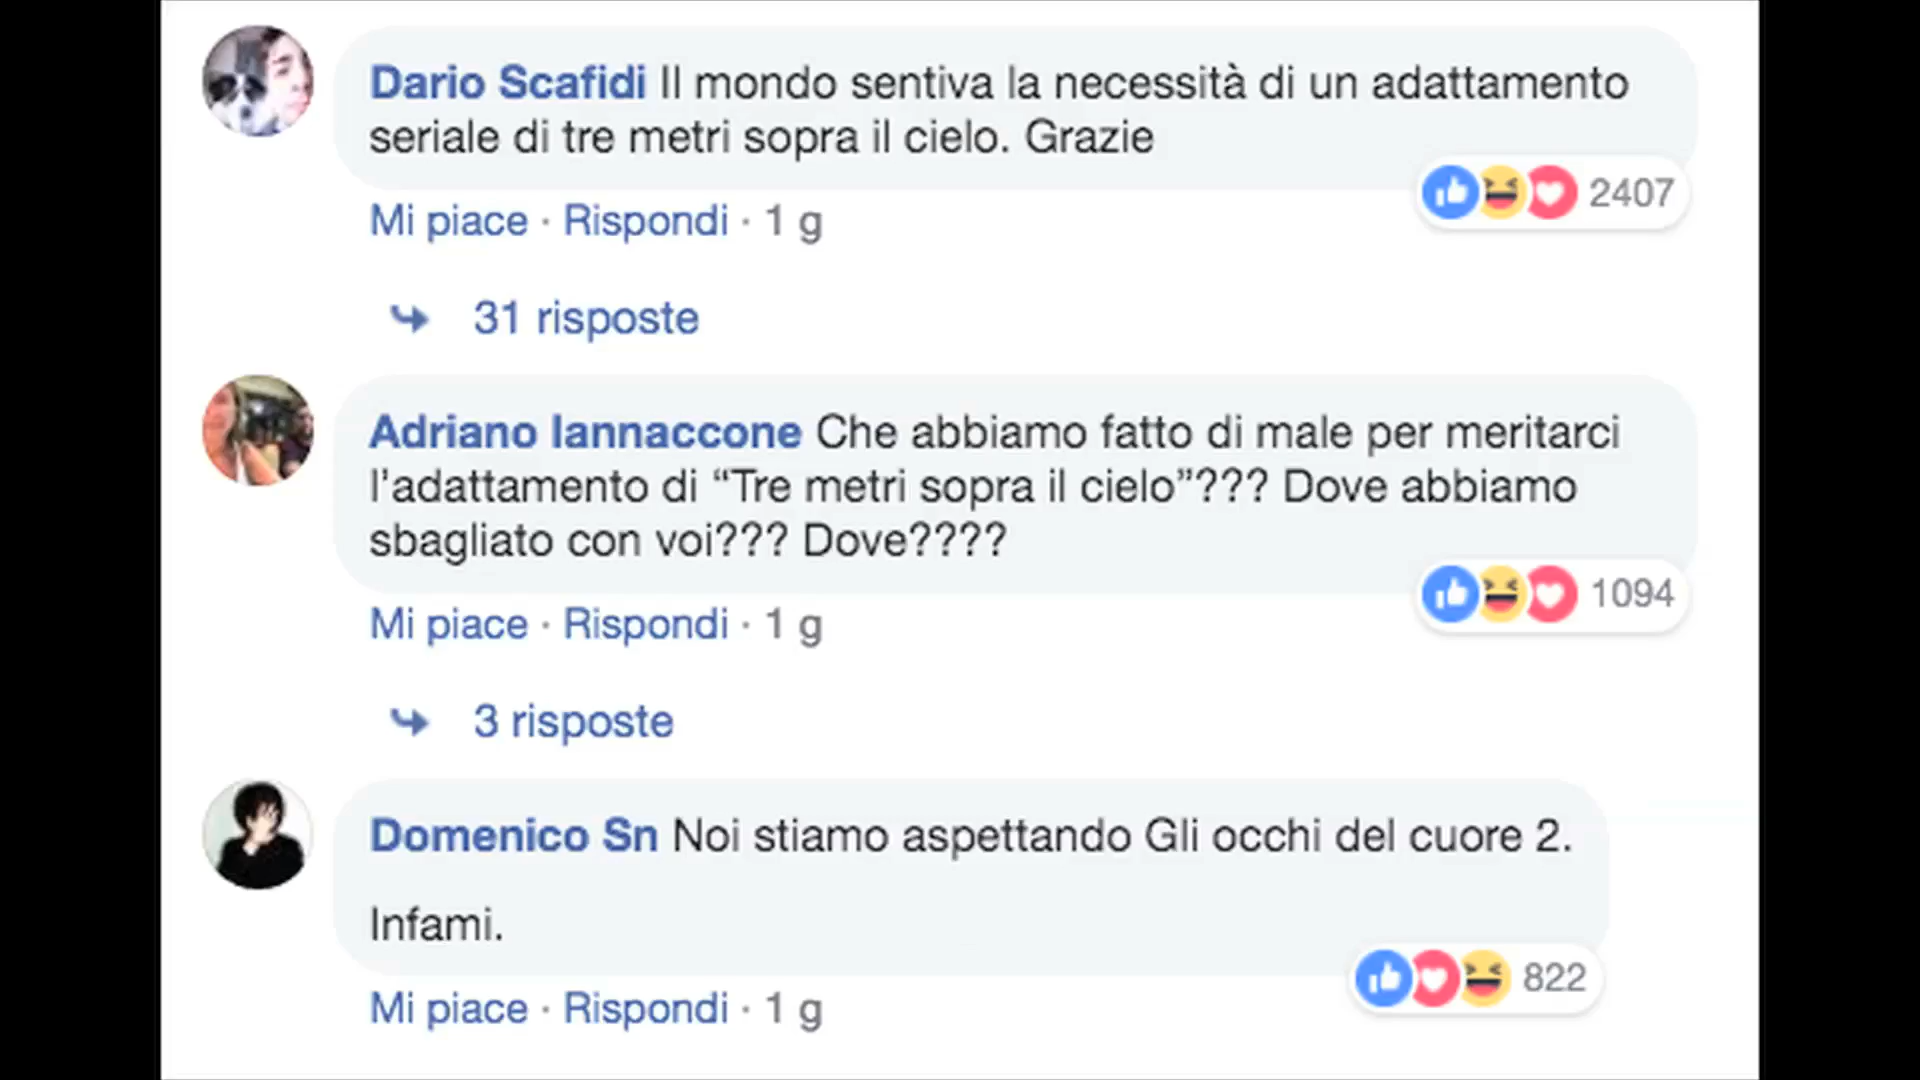 Dario Scafidi Il mondo sentiva la necessità di un adattamento
seriale di tre metri sopra il cielo. Grazie
2407
Mi piace · Rispondi · 1 g
31 risposte
Adriano Iannaccone Che abbiamo fatto di male per meritarci
l'adattamento di “Tre metri sopra il cielo”??? Dove abbiamo
sbagliato con voi??? Dove????
1094
Mi piace · Rispondi · 1 g
3 risposte
Domenico Sn Noi stiamo aspettando Gli occhi del cuore 2.
Infami.
822
Mi piace · Rispondi · 1 g